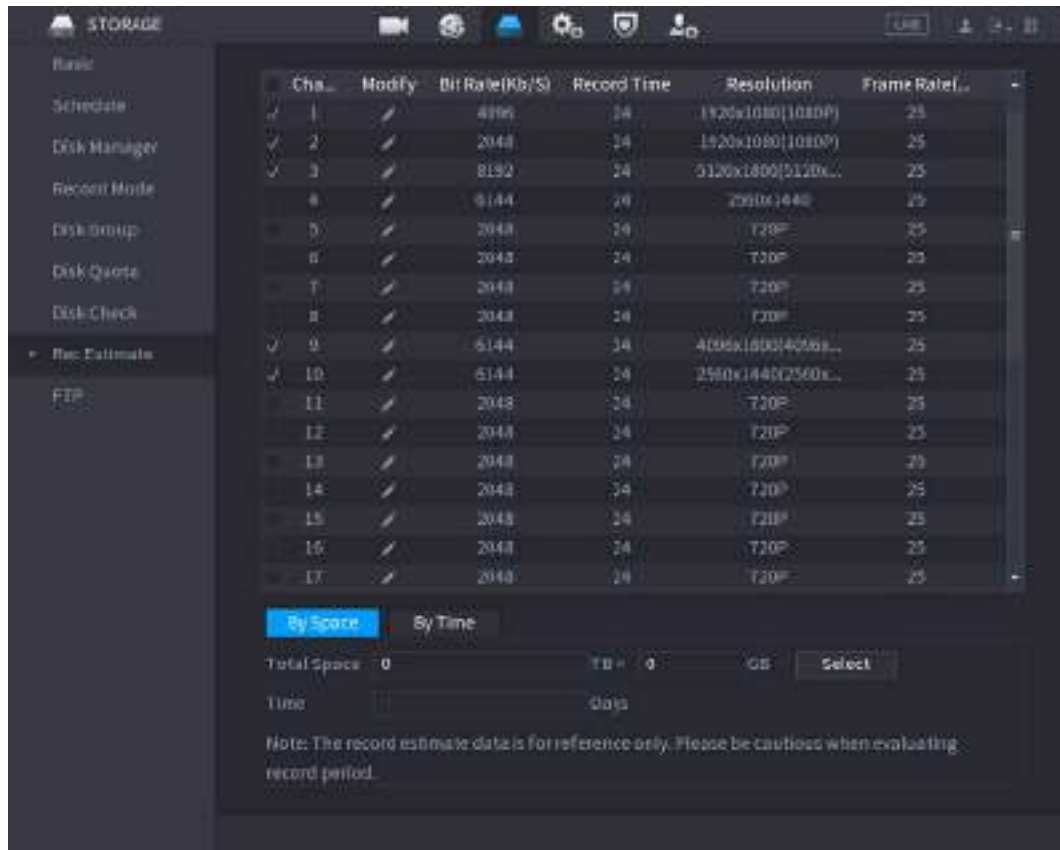 STORAGE LIVE
Basic
Schedule
Disk Manager
Record Mode
Disk Group
Disk Quota
Disk Check
Rec Estimate
FTP
Cha... Modify Bit Rate(Kb/S) Record Time Resolution Frame Rate(...
1 4096 24 1920x1080(1080P) 25
2 2048 24 1920x1080(1080P) 25
3 8192 24 5120x1800(5120x... 25
4 6144 24 2560x1440 25
5 2048 24 720P 25
6 2048 24 720P 25
7 2048 24 720P 25
8 2048 24 720P 25
9 6144 24 4096x1800(4096x... 25
10 6144 24 2560x1440(2560x... 25
11 2048 24 720P 25
12 2048 24 720P 25
13 2048 24 720P 25
14 2048 24 720P 25
15 2048 24 720P 25
16 2048 24 720P 25
17 2048 24 720P 25
By Space By Time
Total Space 0 TB = 0 GB Select
Time Days
Note: The record estimate data is for reference only. Please be cautious when evaluating
record period.